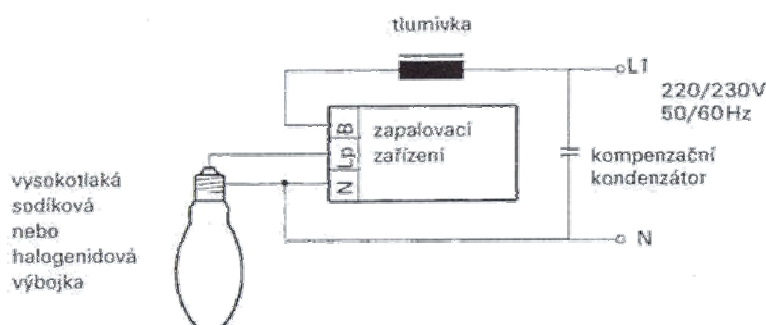 tlumivka
L1
220/230V
50/60Hz
B
zapalovací
Lp
zařízení
N
kompenzační
kondenzátor
vysokotlaká
sodíková
nebo
halogenidová
výbojka
N